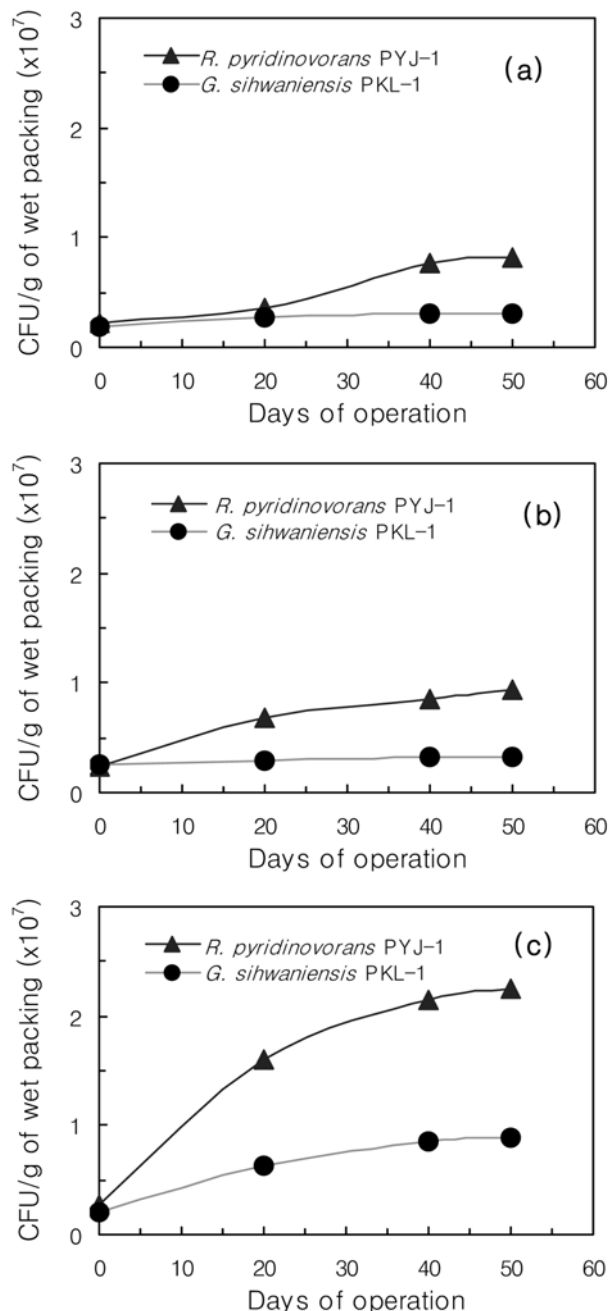 3
R. pyridinovorans PYJ-1
(a)
G. sihwaniensis PKL-1
2
1
0
CFU/g of wet packing (x10⁷)
0 10 20 30 40 50 60
Days of operation
3
R. pyridinovorans PYJ-1
(b)
G. sihwaniensis PKL-1
2
1
0
CFU/g of wet packing (x10⁷)
0 10 20 30 40 50 60
Days of operation
3
R. pyridinovorans PYJ-1
(c)
G. sihwaniensis PKL-1
2
1
0
CFU/g of wet packing (x10⁷)
0 10 20 30 40 50 60
Days of operation